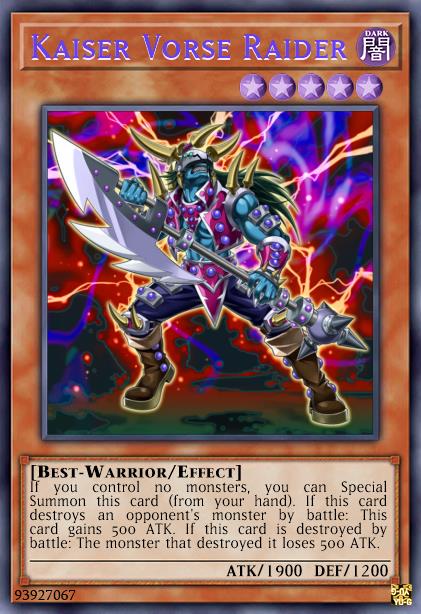 KAISER VORSE RAIDER
DARK
闇
[BEST-WARRIOR/EFFECT]
If you control no monsters, you can Special
Summon this card (from your hand). If this card
destroys an opponent's monster by battle: This
card gains 500 ATK. If this card is destroyed by
battle: The monster that destroyed it loses 500 ATK.
ATK/1900 DEF/1200
93927067